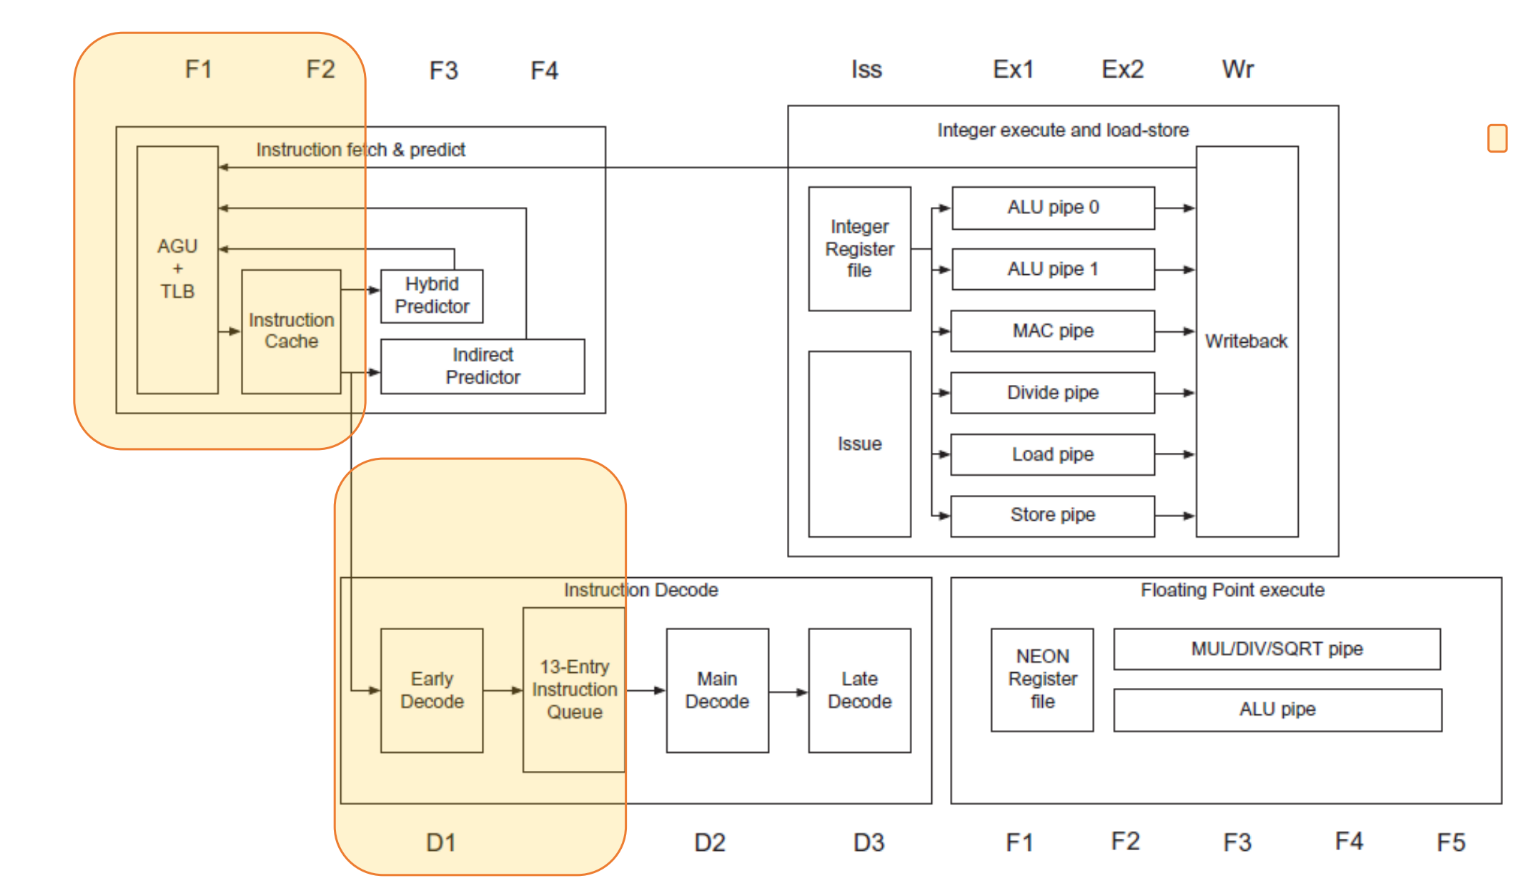 F1 F2 F3 F4
Iss Ex1 Ex2 Wr
Instruction fetch & predict
AGU
+
TLB
Instruction
Cache
Hybrid
Predictor
Indirect
Predictor
Integer execute and load-store
Integer
Register
file
Issue
ALU pipe 0
ALU pipe 1
MAC pipe
Divide pipe
Load pipe
Store pipe
Writeback
Instruction Decode
Early
Decode
13-Entry
Instruction
Queue
Main
Decode
Late
Decode
Floating Point execute
NEON
Register
file
MUL/DIV/SQRT pipe
ALU pipe
D1 D2 D3
F1 F2 F3 F4 F5